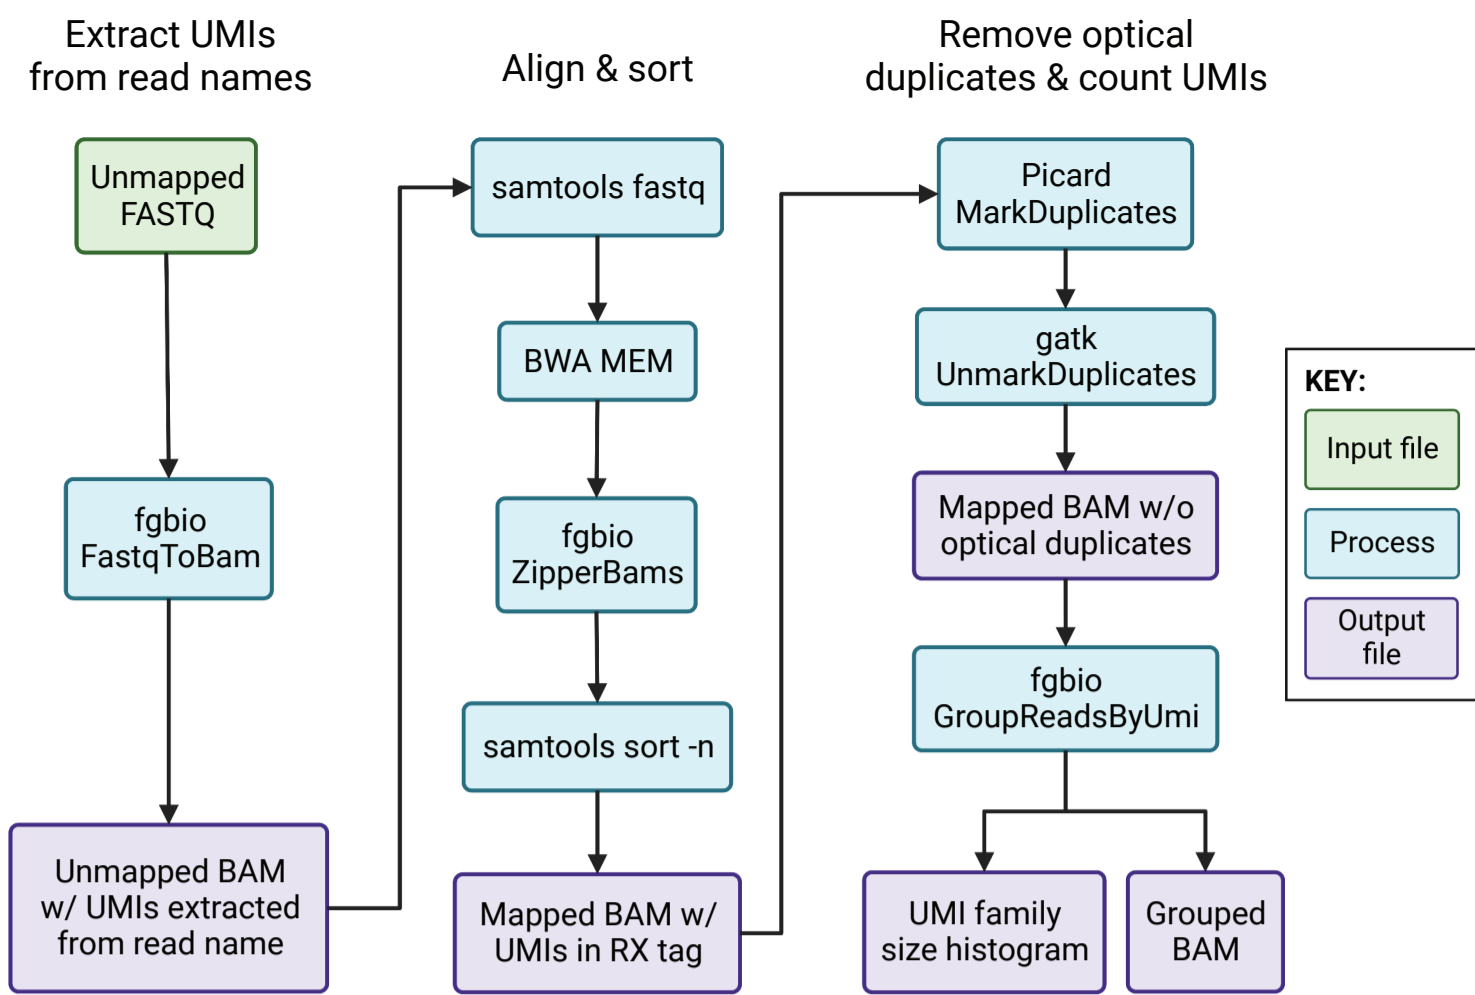 Extract UMIs
from read names
Unmapped
FASTQ
fgbio
FastqToBam
Unmapped BAM
w/ UMIs extracted
from read name
Align & sort
samtools fastq
BWA MEM
fgbio
ZipperBams
samtools sort -n
Mapped BAM w/
UMIs in RX tag
Remove optical
duplicates & count UMIs
Picard
MarkDuplicates
gatk
UnmarkDuplicates
Mapped BAM w/o
optical duplicates
fgbio
GroupReadsByUmi
UMI family
size histogram
Grouped
BAM
KEY:
Input file
Process
Output
file